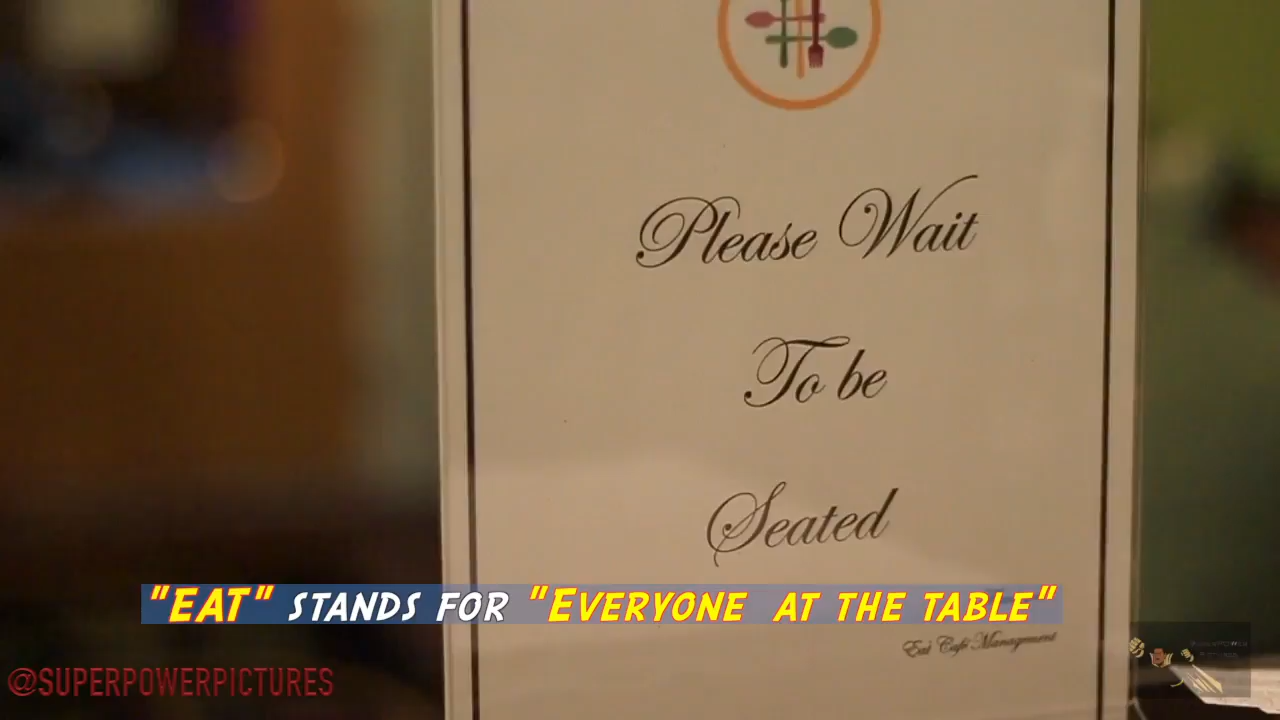 Please Wait
To be
Seated
"EAT" STANDS FOR "EVERYONE AT THE TABLE"
Eat Café Management
@SUPERPOWERPICTURES